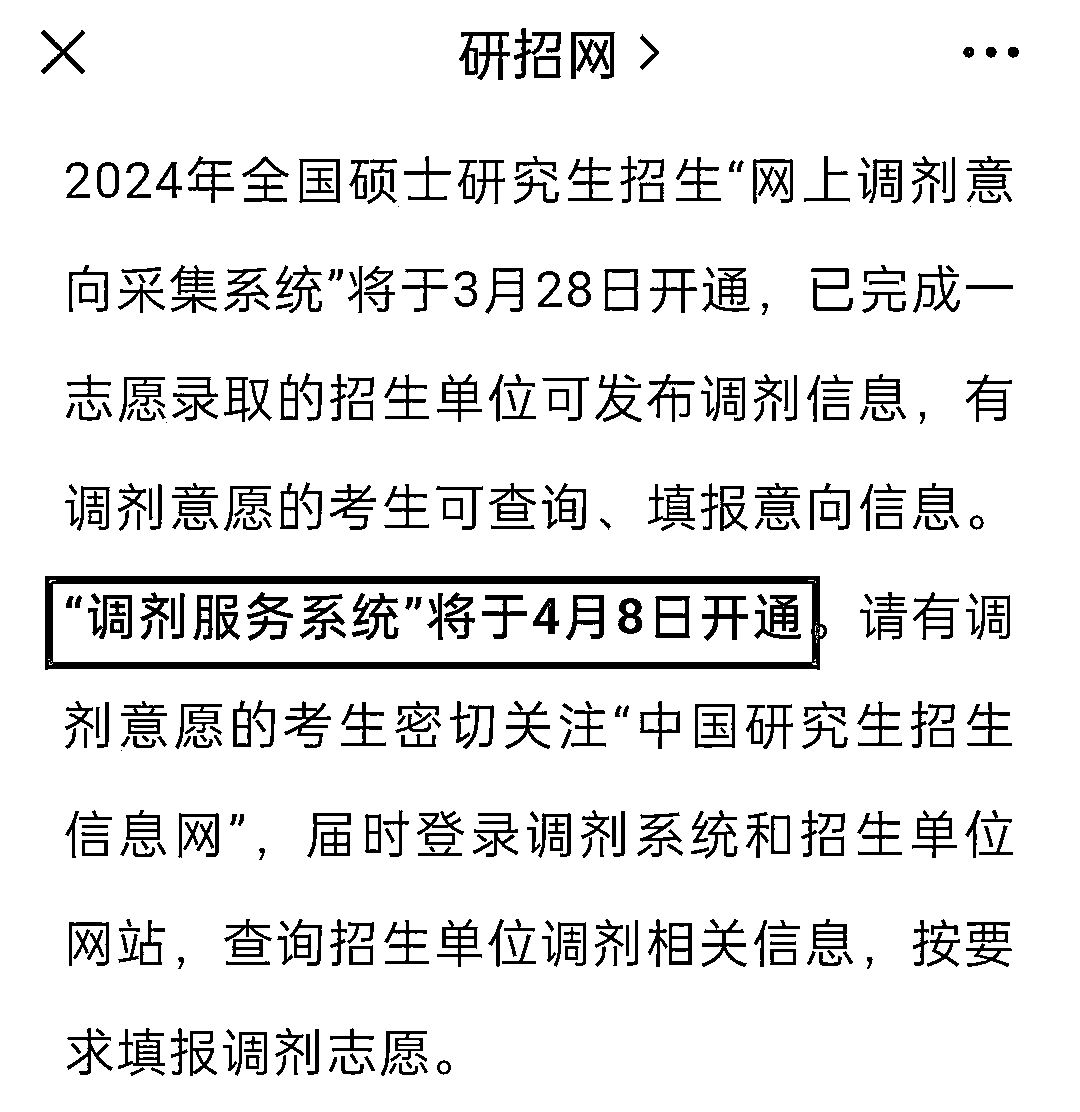 研招网
2024年全国硕士研究生招生“网上调剂意
向采集系统”将于3月28日开通，已完成一
志愿录取的招生单位可发布调剂信息，有
调剂意愿的考生可查询、填报意向信息。
“调剂服务系统”将于4月8日开通。请有调
剂意愿的考生密切关注“中国研究生招生
信息网”，届时登录调剂系统和招生单位
网站，查询招生单位调剂相关信息，按要
求填报调剂志愿。